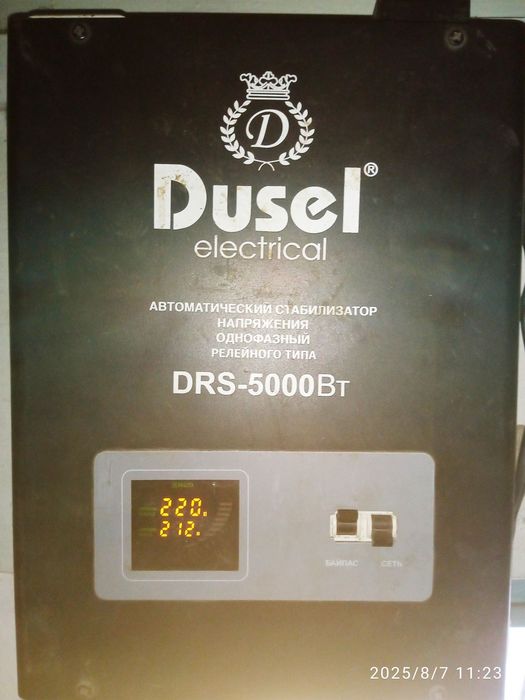 D
Dusel®
electrical
АВТОМАТИЧЕСКИЙ СТАБИЛИЗАТОР
НАПРЯЖЕНИЯ
ОДНОФАЗНЫЙ
РЕЛЕЙНОГО ТИПА
DRS-5000Вт
220
212
БАЙПАС СЕТЬ
2025/8/7 11:23